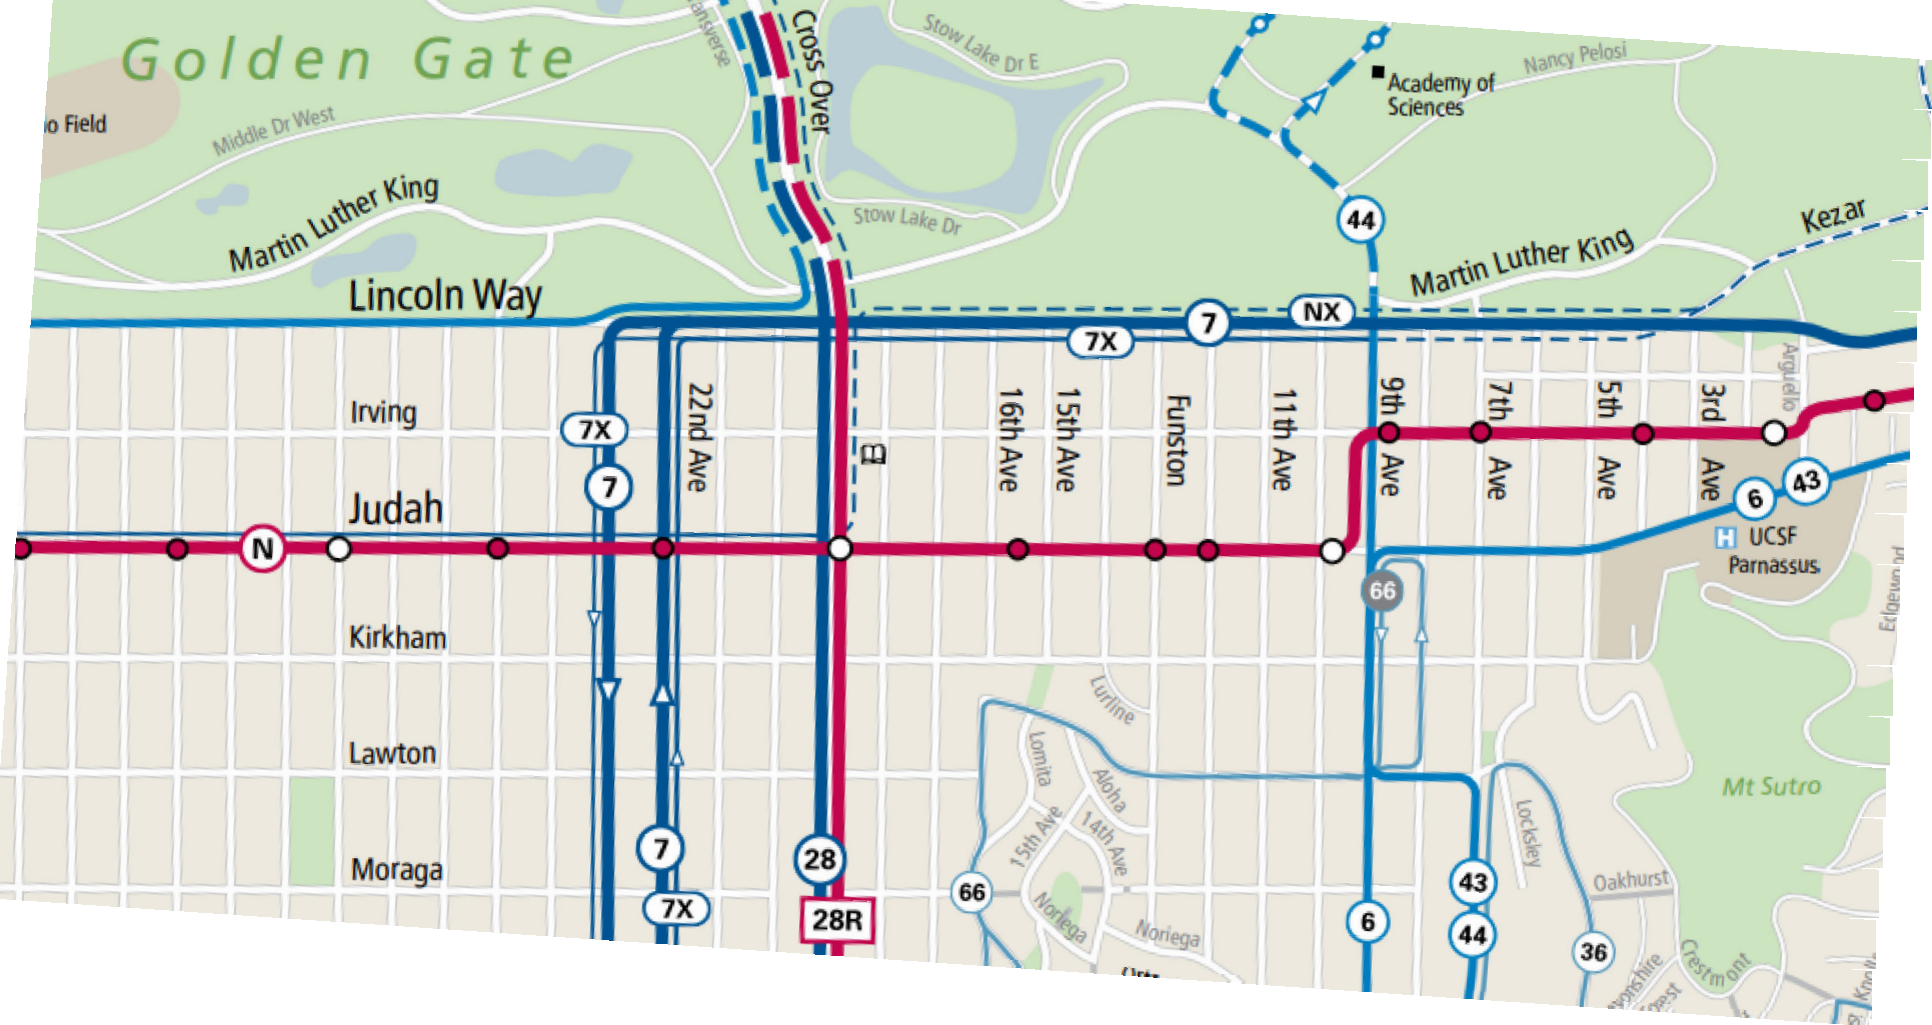 Golden Gate
ansverse
Cross Over
Stow Lake Dr E
Nancy Pelosi
Academy of
Sciences
o Field
Middle Dr West
Martin Luther King
Stow Lake Dr
44
Kezar
Martin Luther King
Lincoln Way
7
NX
7X
Arguello
Irving
7X
22nd Ave
16th Ave
15th Ave
Funston
11th Ave
9th Ave
7th Ave
5th Ave
3rd Ave
7
Judah
6
43
N
H UCSF
Parnassus
66
Edgewood
Kirkham
Lurline
Lawton
Lomita
Aloha
Mt Sutro
15th Ave
14th Ave
Locksley
7
28
Moraga
66
43
Oakhurst
7X
28R
Noriega
Noriega
6
44
36
Crestmont